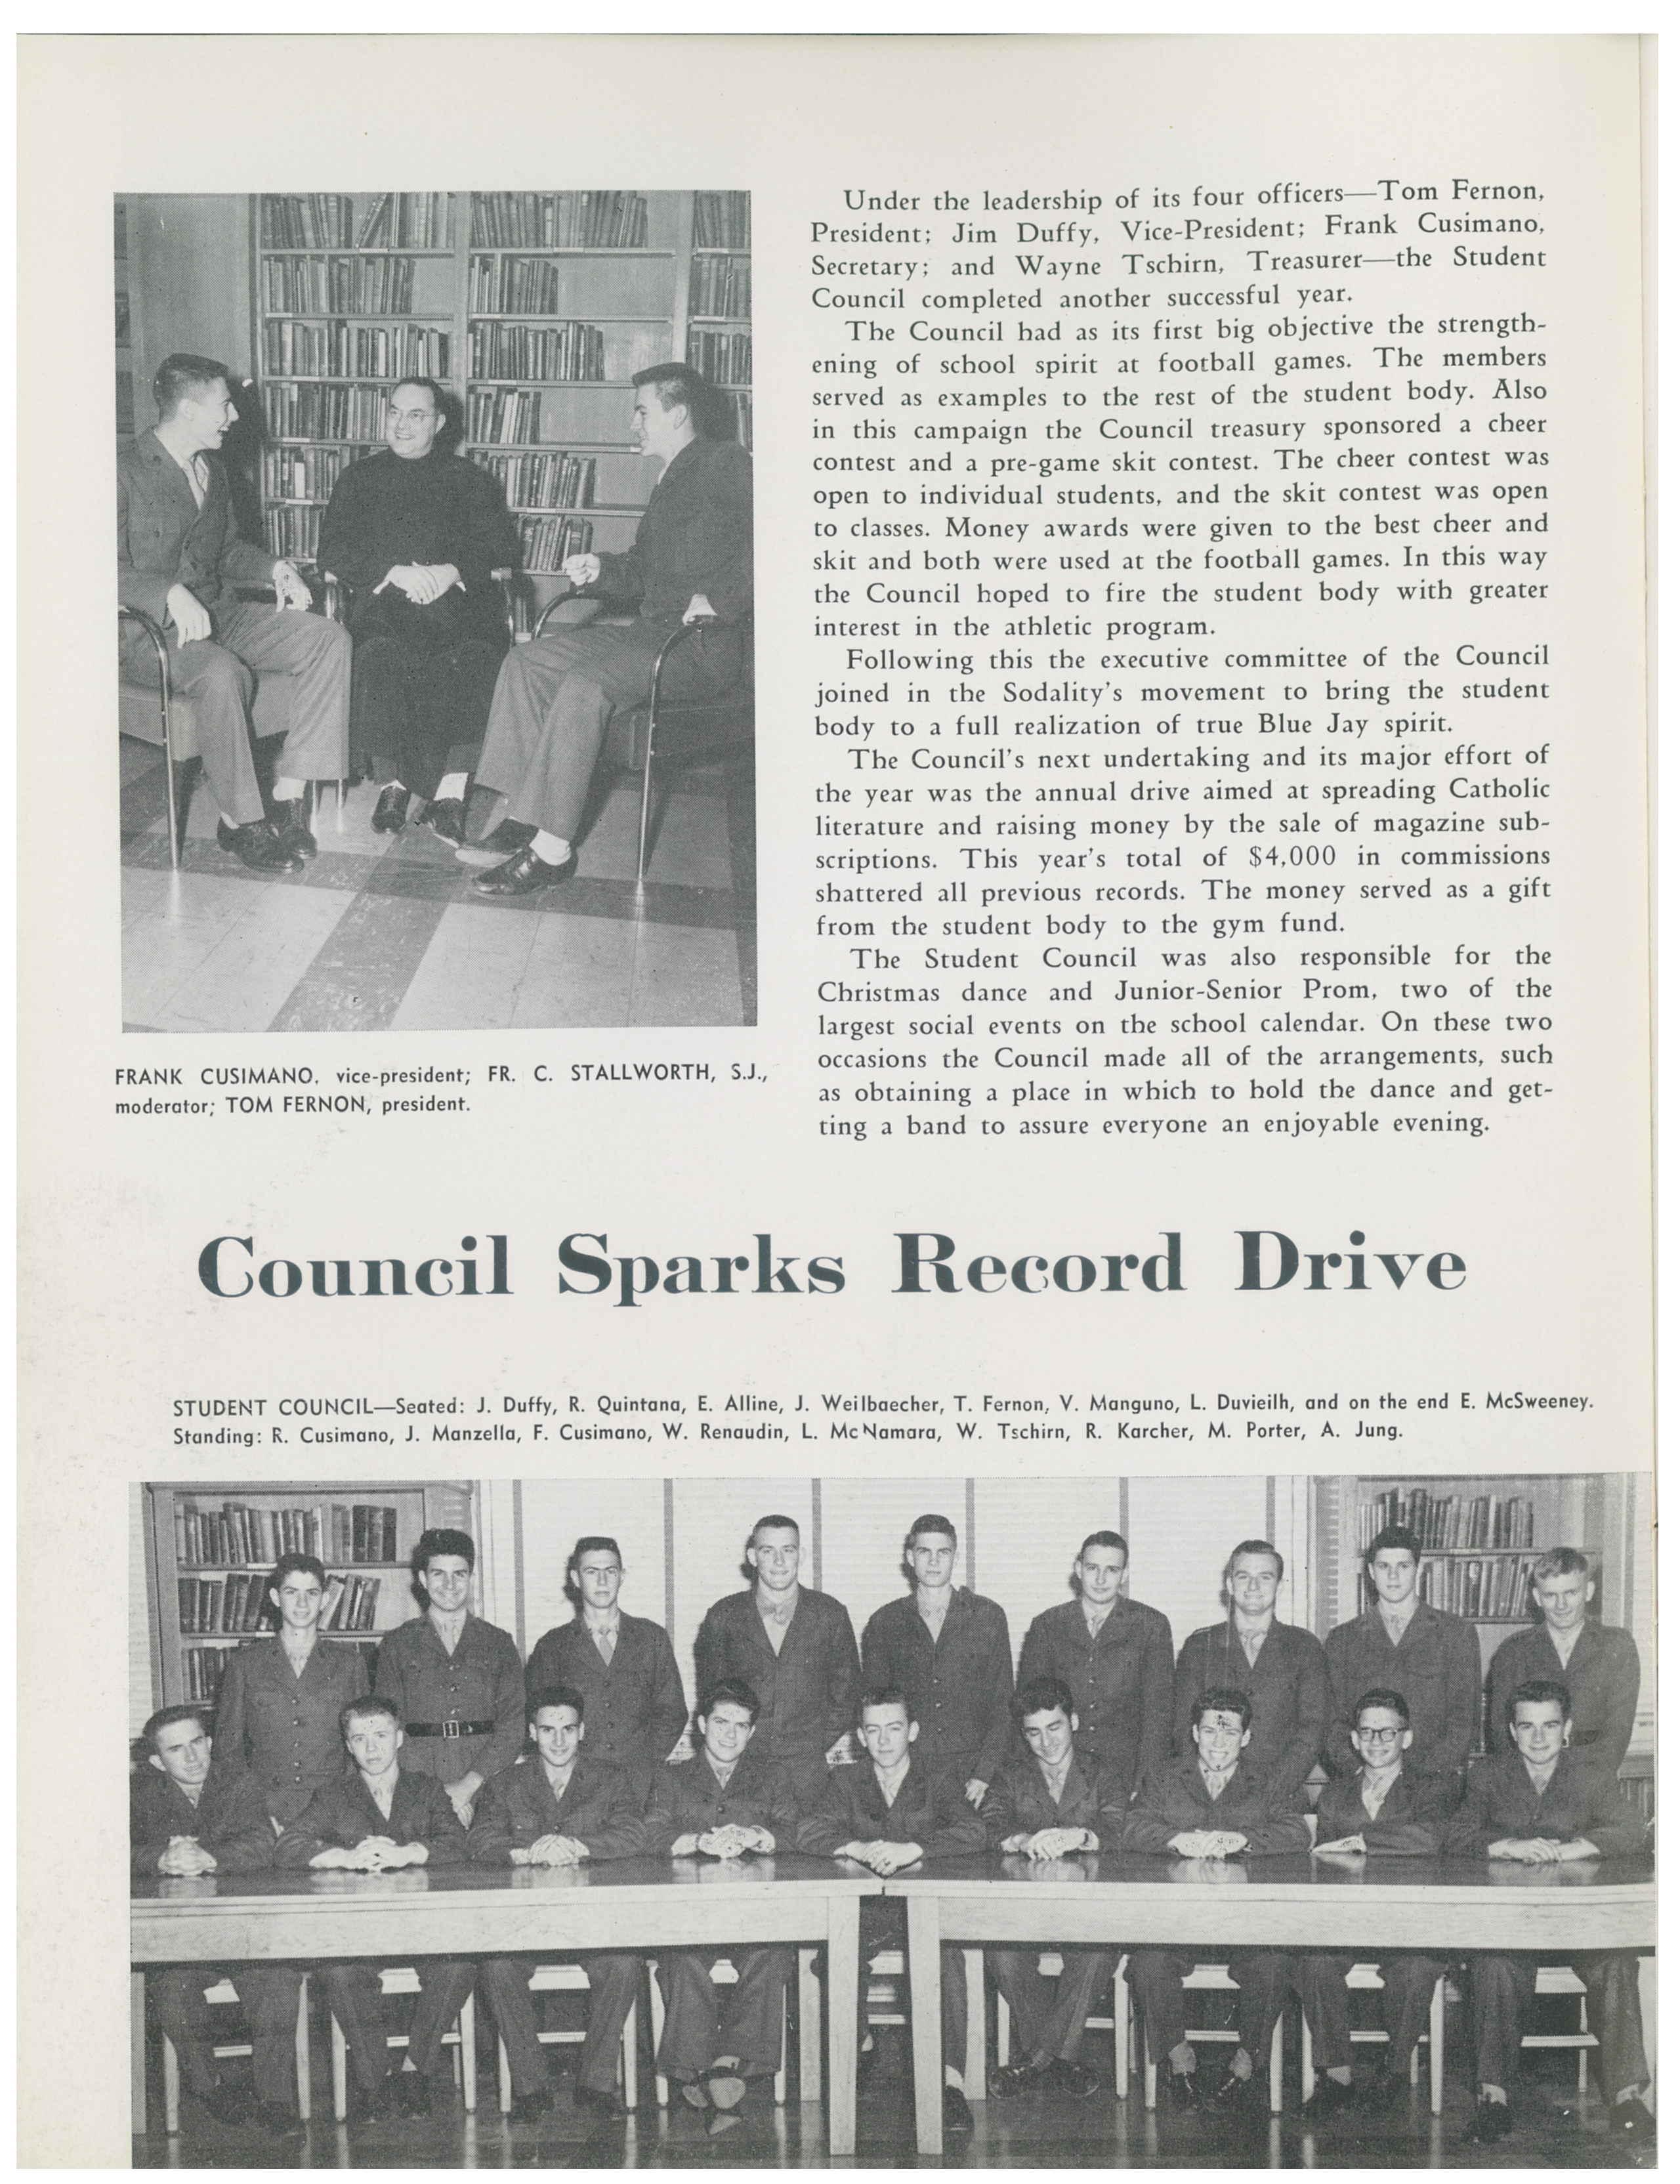 Under the leadership of its four officers—Tom Fernon,
President; Jim Duffy, Vice-President; Frank Cusimano,
Secretary; and Wayne Tschirn, Treasurer—the Student
Council completed another successful year.
The Council had as its first big objective the strength-
ening of school spirit at football games. The members
served as examples to the rest of the student body. Also
in this campaign the Council treasury sponsored a cheer
contest and a pre-game skit contest. The cheer contest was
open to individual students, and the skit contest was open
to classes. Money awards were given to the best cheer and
skit and both were used at the football games. In this way
the Council hoped to fire the student body with greater
interest in the athletic program.
Following this the executive committee of the Council
joined in the Sodality's movement to bring the student
body to a full realization of true Blue Jay spirit.
The Council's next undertaking and its major effort of
the year was the annual drive aimed at spreading Catholic
literature and raising money by the sale of magazine sub-
scriptions. This year's total of $4,000 in commissions
shattered all previous records. The money served as a gift
from the student body to the gym fund.
The Student Council was also responsible for the
Christmas dance and Junior-Senior Prom, two of the
largest social events on the school calendar. On these two
occasions the Council made all of the arrangements, such
as obtaining a place in which to hold the dance and get-
ting a band to assure everyone an enjoyable evening.
FRANK CUSIMANO, vice-president; FR. C. STALLWORTH, S.J.,
moderator; TOM FERNON, president.
Council Sparks Record Drive
STUDENT COUNCIL—Seated: J. Duffy, R. Quintana, E. Alline, J. Weilbaecher, T. Fernon, V. Manguno, L. Duvieilh, and on the end E. McSweeney.
Standing: R. Cusimano, J. Manzella, F. Cusimano, W. Renaudin, L. McNamara, W. Tschirn, R. Karcher, M. Porter, A. Jung.